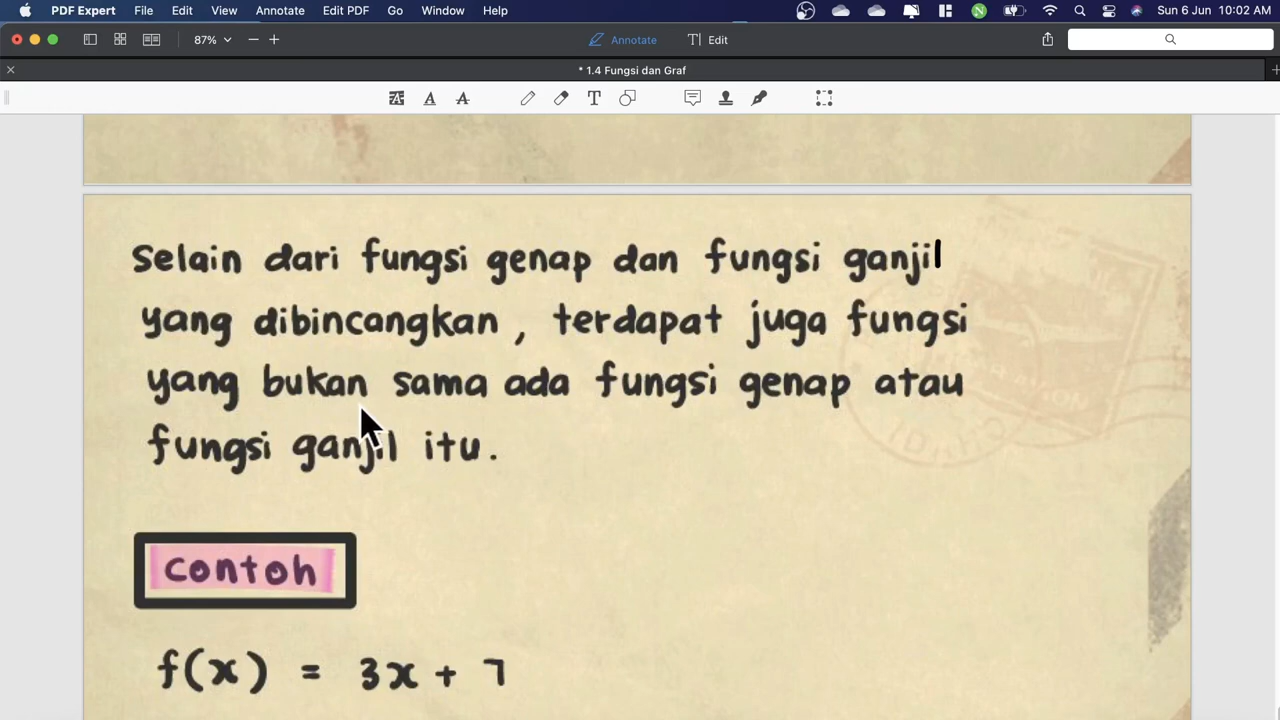 PDF Expert File Edit View Annotate Edit PDF Go Window Help Sun 6 Jun 10:02 AM
87% Annotate Edit
* 1.4 Fungsi dan Graf
Selain dari fungsi genap dan fungsi ganjil
yang dibincangkan, terdapat juga fungsi
yang bukan sama ada fungsi genap atau
fungsi ganjil itu.
contoh
f(x) = 3x + 7